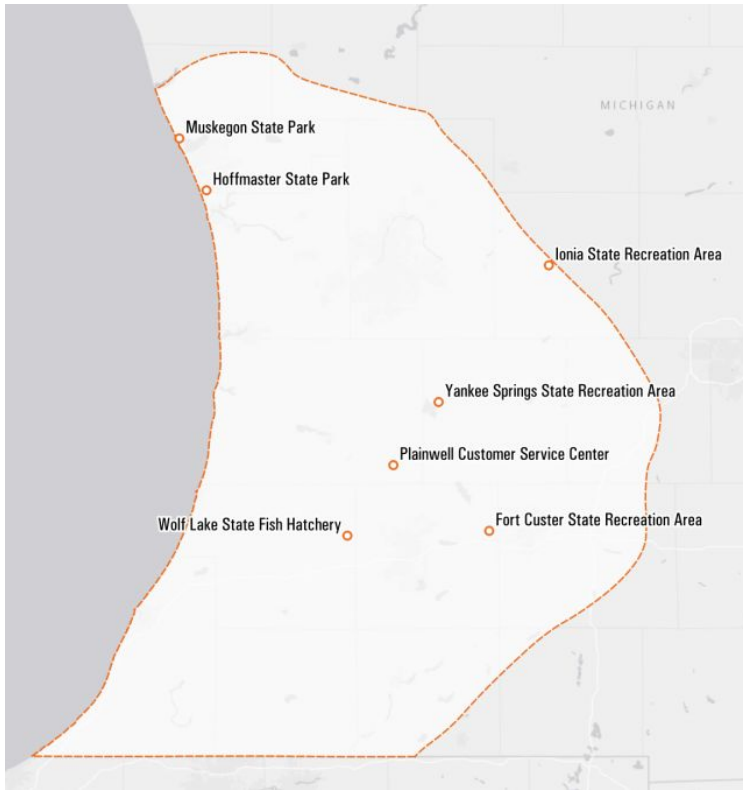 MICHIGAN
Muskegon State Park
Hoffmaster State Park
Ionia State Recreation Area
Yankee Springs State Recreation Area
Plainwell Customer Service Center
Wolf Lake State Fish Hatchery
Fort Custer State Recreation Area